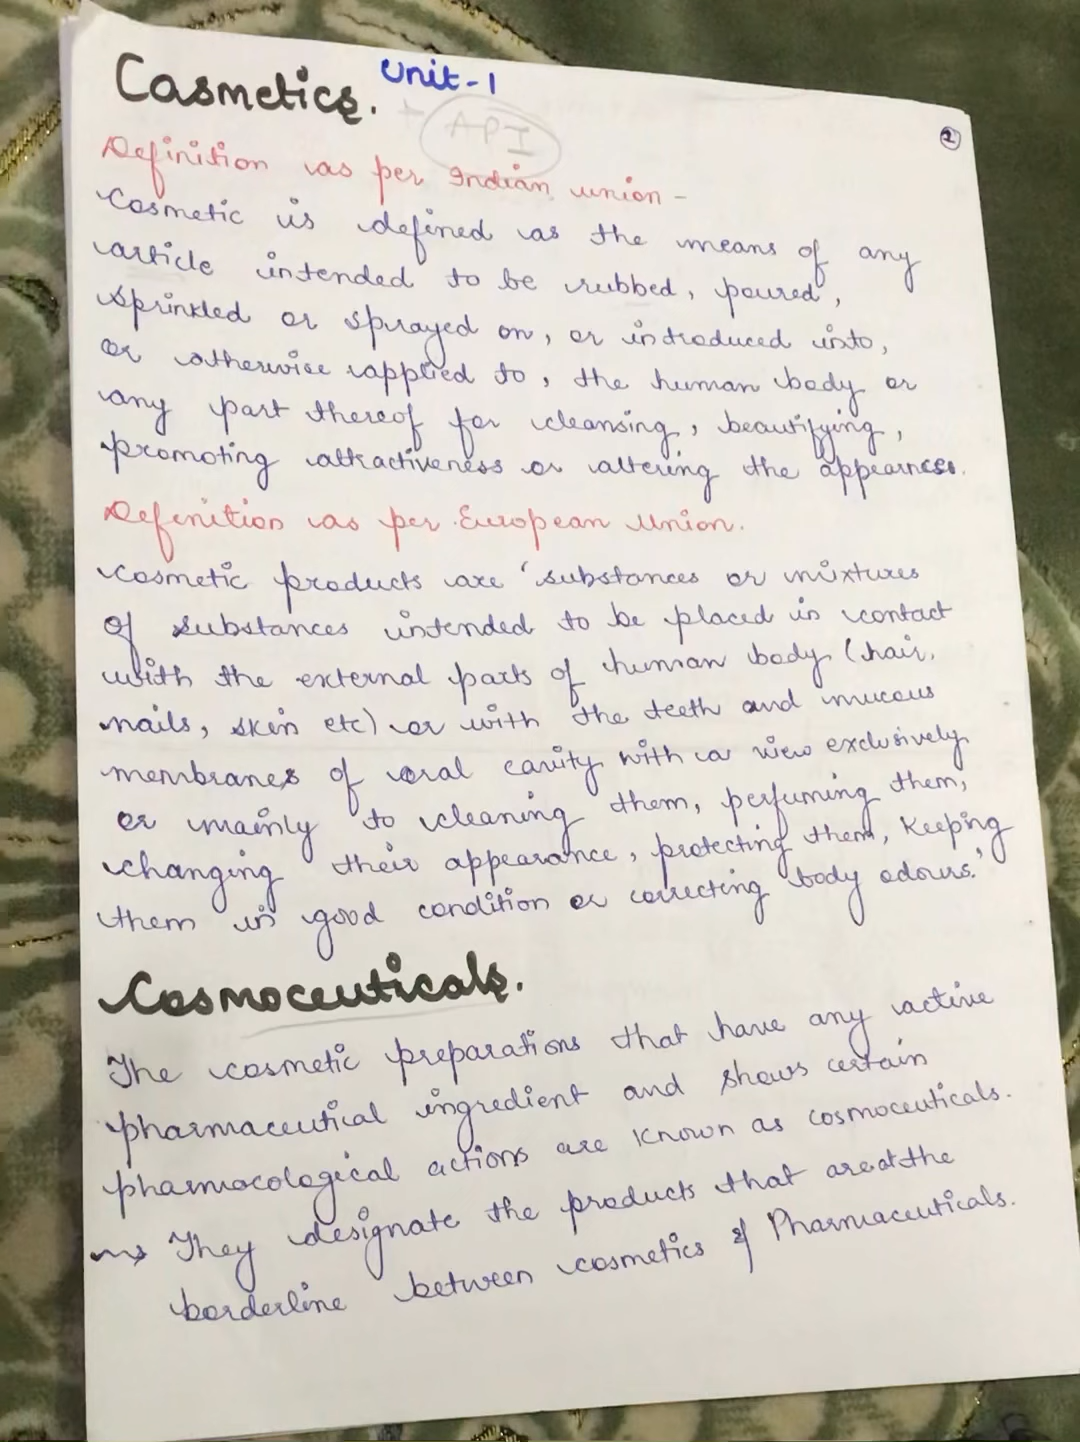 Cosmetics. Unit-1
+ API
②
Definition as per Indian union -
Cosmetic is defined as the means of any
article intended to be rubbed, poured,
sprinkled or sprayed on, or introduced into,
or otherwise applied to, the human body or
any part thereof for cleansing, beautifying,
promoting attractiveness or altering the appearnce.
Defenition as per European Union.
Cosmetic products are 'substances or mixtures
of substances intended to be placed in contact
with the external parts of human body (hair,
nails, skin etc) or with the teeth and mucous
membranes of oral cavity with a view exclusively
or mainly to cleaning them, perfuming them,
changing their appearance, protecting them, keeping
them in good condition or correcting body odours.'
Cosmoceuticals.
The cosmetic preparations that have any active
pharmaceutical ingredient and shows certain
pharmacological actions are known as cosmoceuticals.
→ They designate the products that are at the
borderline between cosmetics & Pharmaceuticals.